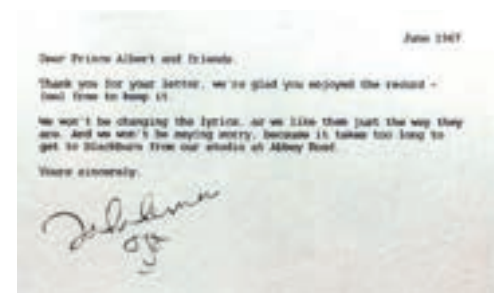 June 1967
Dear Prince Albert and friends
Thank you for your letter, we're glad you enjoyed the record -
feel free to keep it.
We won't be changing the lyrics, as we like them just the way they
are. And we won't be saying sorry, because it takes too long to
get to Blackburn from our studio at Abbey Road.
Yours sincerely,